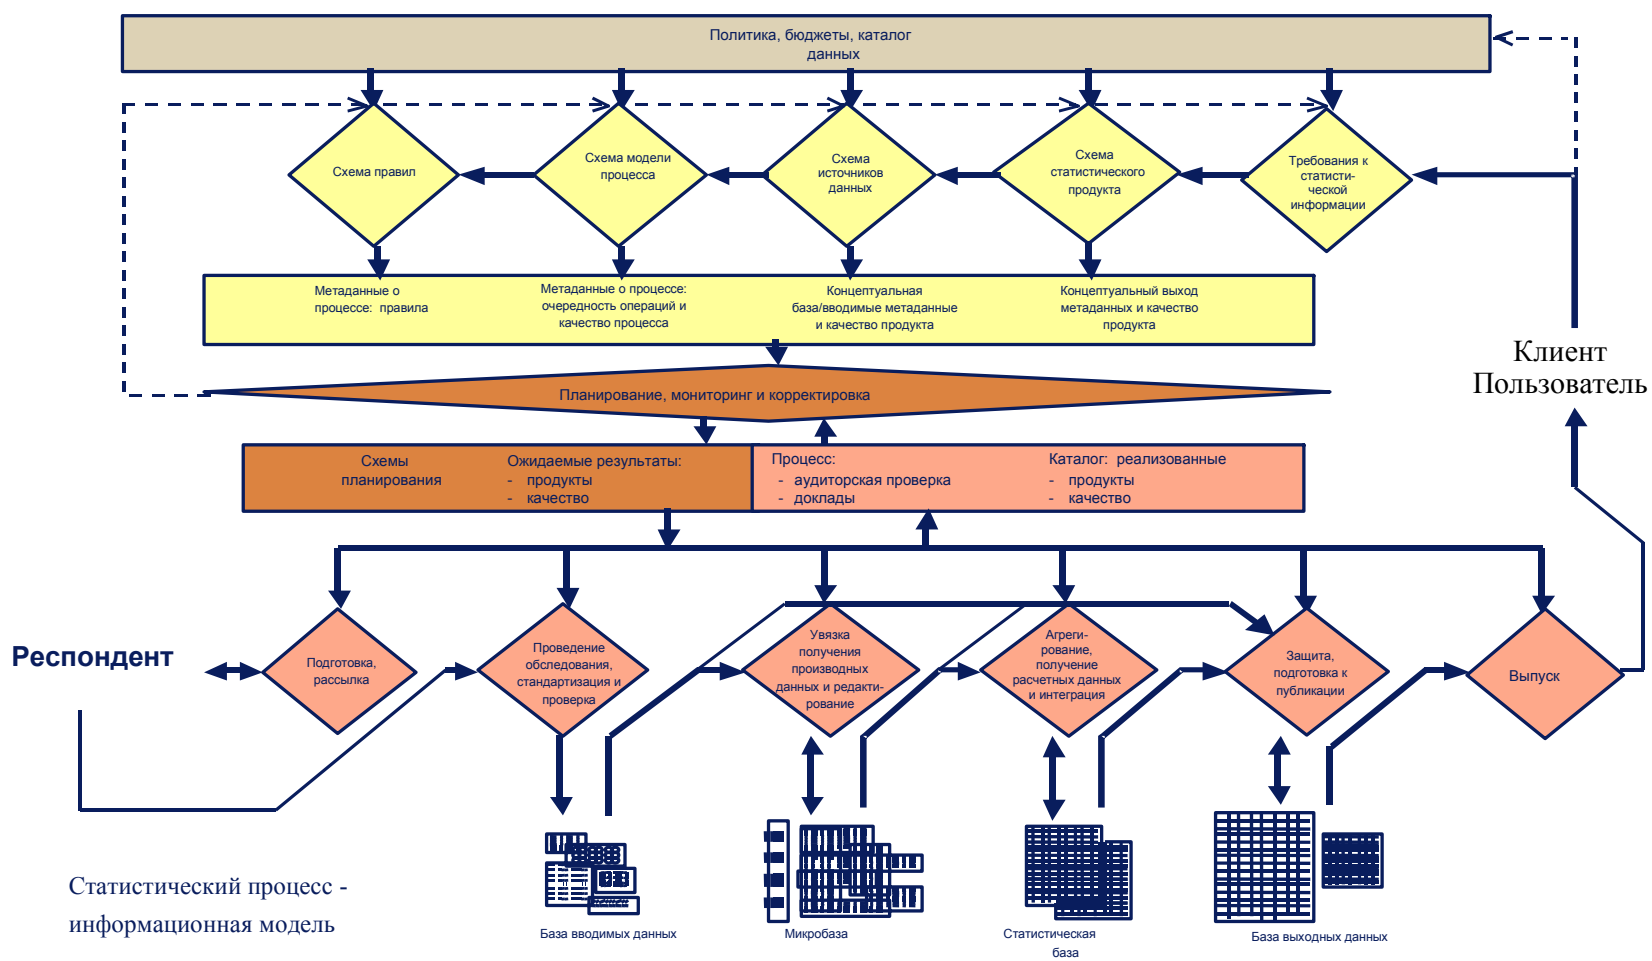 Политика, бюджеты, каталог
данных
Схема правил
Схема модели
процесса
Схема
источников
данных
Схема
статистического
продукта
Требования к
статисти-
ческой
информации
Метаданные о
процессе: правила
Метаданные о процессе:
очередность операций и
качество процесса
Концептуальная
база/вводимые метаданные
и качество продукта
Концептуальный выход
метаданных и качество
продукта
Клиент
Пользователь
Планирование, мониторинг и корректировка
Схемы
планирования
Ожидаемые результаты:
- продукты
- качество
Процесс:
- аудиторская проверка
- доклады
Каталог: реализованные
- продукты
- качество
Респондент
Подготовка,
рассылка
Проведение
обследования,
стандартизация и
проверка
Увязка
получения
производных
данных и редакти-
рование
Агреги-
рование,
получение
расчетных данных
и интеграция
Защита,
подготовка к
публикации
Выпуск
Статистический процесс -
информационная модель
База вводимых данных
Микробаза
Статистическая
база
База выходных данных